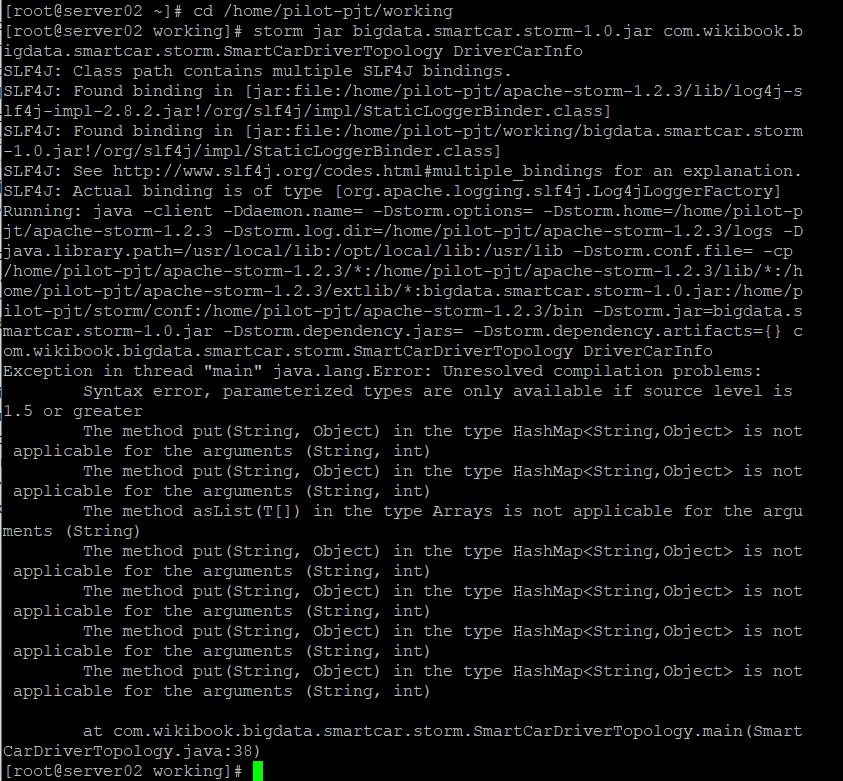 [root@server02 ~]# cd /home/pilot-pjt/working
[root@server02 working]# storm jar bigdata.smartcar.storm-1.0.jar com.wikibook.b
igdata.smartcar.storm.SmartCarDriverTopology DriverCarInfo
SLF4J: Class path contains multiple SLF4J bindings.
SLF4J: Found binding in [jar:file:/home/pilot-pjt/apache-storm-1.2.3/lib/log4j-s
lf4j-impl-2.8.2.jar!/org/slf4j/impl/StaticLoggerBinder.class]
SLF4J: Found binding in [jar:file:/home/pilot-pjt/working/bigdata.smartcar.storm
-1.0.jar!/org/slf4j/impl/StaticLoggerBinder.class]
SLF4J: See http://www.slf4j.org/codes.html#multiple_bindings for an explanation.
SLF4J: Actual binding is of type [org.apache.logging.slf4j.Log4jLoggerFactory]
Running: java -client -Ddaemon.name= -Dstorm.options= -Dstorm.home=/home/pilot-p
jt/apache-storm-1.2.3 -Dstorm.log.dir=/home/pilot-pjt/apache-storm-1.2.3/logs -D
java.library.path=/usr/local/lib:/opt/local/lib:/usr/lib -Dstorm.conf.file= -cp
/home/pilot-pjt/apache-storm-1.2.3/*:/home/pilot-pjt/apache-storm-1.2.3/lib/*:/h
ome/pilot-pjt/apache-storm-1.2.3/extlib/*:bigdata.smartcar.storm-1.0.jar:/home/p
ilot-pjt/storm/conf:/home/pilot-pjt/apache-storm-1.2.3/bin -Dstorm.jar=bigdata.s
martcar.storm-1.0.jar -Dstorm.dependency.jars= -Dstorm.dependency.artifacts={} c
om.wikibook.bigdata.smartcar.storm.SmartCarDriverTopology DriverCarInfo
Exception in thread "main" java.lang.Error: Unresolved compilation problems:
        Syntax error, parameterized types are only available if source level is
1.5 or greater
        The method put(String, Object) in the type HashMap<String,Object> is not
 applicable for the arguments (String, int)
        The method put(String, Object) in the type HashMap<String,Object> is not
 applicable for the arguments (String, int)
        The method asList(T[]) in the type Arrays is not applicable for the argu
ments (String)
        The method put(String, Object) in the type HashMap<String,Object> is not
 applicable for the arguments (String, int)
        The method put(String, Object) in the type HashMap<String,Object> is not
 applicable for the arguments (String, int)
        The method put(String, Object) in the type HashMap<String,Object> is not
 applicable for the arguments (String, int)
        The method put(String, Object) in the type HashMap<String,Object> is not
 applicable for the arguments (String, int)
        at com.wikibook.bigdata.smartcar.storm.SmartCarDriverTopology.main(Smart
CarDriverTopology.java:38)
[root@server02 working]#